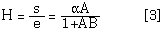 H = s/e = αA/1+AB [3]